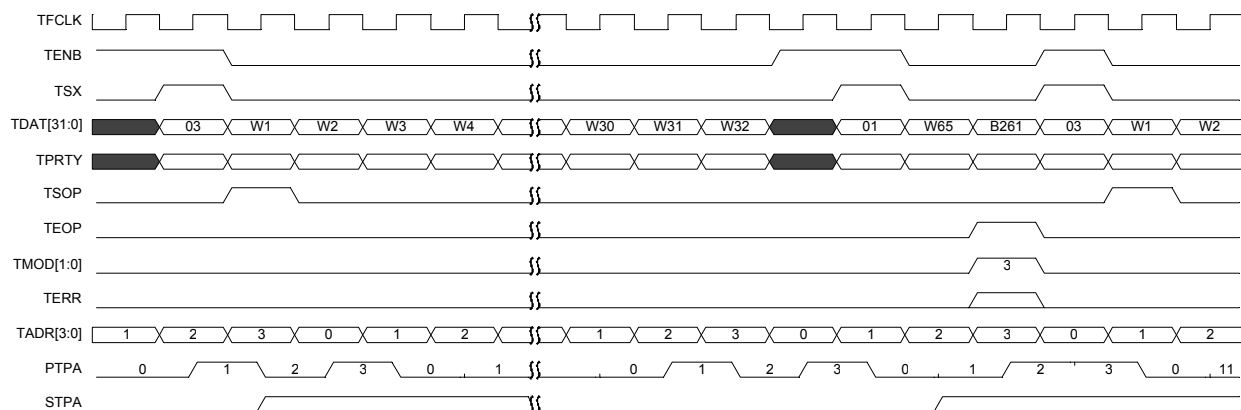 TFCLK
TENB
TSX
TDAT[31:0] 03 W1 W2 W3 W4 W30 W31 W32 01 W65 B261 03 W1 W2
TPRTY
TSOP
TEOP
TMOD[1:0] 3
TERR
TADR[3:0] 1 2 3 0 1 2 1 2 3 0 1 2 3 0 1 2
PTPA 0 1 2 3 0 1 0 1 2 3 0 1 2 3 0 11
STPA